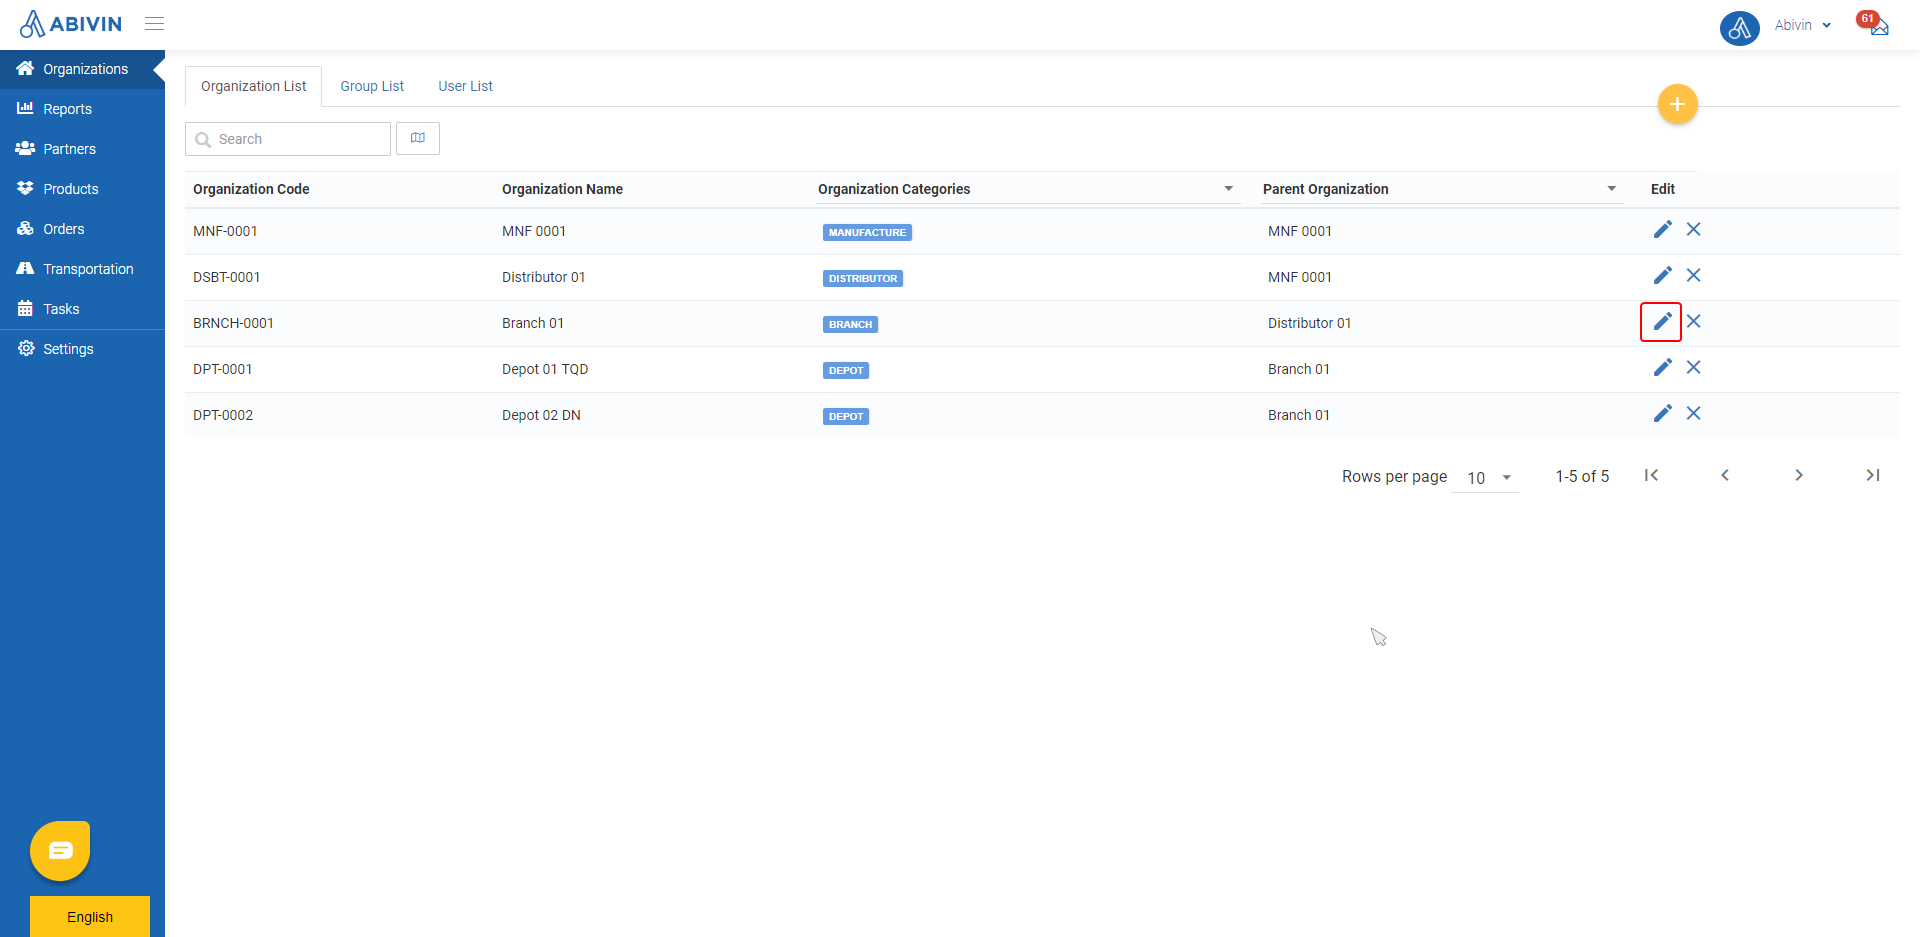 ABIVIN
Abivin
61
Organizations
Reports
Partners
Products
Orders
Transportation
Tasks
Settings
English
Organization List Group List User List
+
Search
Organization Code Organization Name Organization Categories Parent Organization Edit
MNF-0001 MNF 0001 MANUFACTURE MNF 0001
DSBT-0001 Distributor 01 DISTRIBUTOR MNF 0001
BRNCH-0001 Branch 01 BRANCH Distributor 01
DPT-0001 Depot 01 TQD DEPOT Branch 01
DPT-0002 Depot 02 DN DEPOT Branch 01
Rows per page 10 1-5 of 5